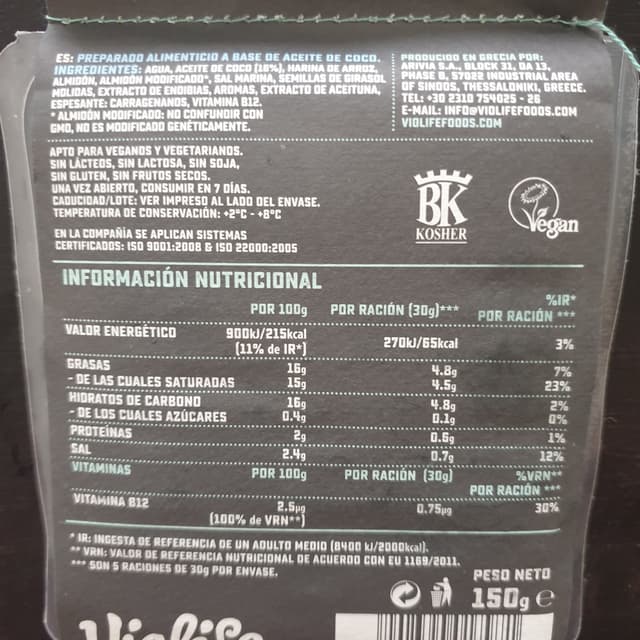 ES: PREPARADO ALIMENTICIO A BASE DE ACEITE DE COCO.
INGREDIENTES: AGUA, ACEITE DE COCO (16%), HARINA DE ARROZ,
ALMIDÓN, ALMIDÓN MODIFICADO*, SAL MARINA, SEMILLAS DE GIRASOL
MOLIDAS, EXTRACTO DE ENDIBIAS, AROMAS, EXTRACTO DE ACEITUNA,
ESPESANTE: CARRAGENANOS, VITAMINA B12.
* ALMIDÓN MODIFICADO: NO CONFUNDIR CON
GMO, NO ES MODIFICADO GENÉTICAMENTE.
PRODUCIDO EN GRECIA POR:
ARIVIA S.A., BLOCK 31, DA 13,
PHASE B, 57022 INDUSTRIAL AREA
OF SINDOS, THESSALONIKI, GREECE.
TEL: +30 2310 754025 - 26
E-MAIL: INFO@VIOLIFEFOODS.COM
VIOLIFEFOODS.COM
APTO PARA VEGANOS Y VEGETARIANOS.
SIN LÁCTEOS, SIN LACTOSA, SIN SOJA,
SIN GLUTEN, SIN FRUTOS SECOS.
UNA VEZ ABIERTO, CONSUMIR EN 7 DÍAS.
CADUCIDAD/LOTE: VER IMPRESO AL LADO DEL ENVASE.
TEMPERATURA DE CONSERVACIÓN: +2°C - +8°C
EN LA COMPAÑÍA SE APLICAN SISTEMAS
CERTIFICADOS: ISO 9001:2008 & ISO 22000:2005
BK
KOSHER
Vegan
INFORMACIÓN NUTRICIONAL
POR 100g POR RACIÓN (30g)*** %IR* POR RACIÓN ***
VALOR ENERGÉTICO 900kJ/215kcal 270kJ/65kcal 3%
(11% de IR*)
GRASAS 16g 4.8g 7%
- DE LAS CUALES SATURADAS 15g 4.5g 23%
HIDRATOS DE CARBONO 16g 4.8g 2%
- DE LOS CUALES AZÚCARES 0.4g 0.1g 0%
PROTEÍNAS 2g 0.6g 1%
SAL 2.4g 0.7g 12%
VITAMINAS POR 100g POR RACIÓN (30g) %VRN** POR RACIÓN ***
VITAMINA B12 2.5µg 0.75µg 30%
(100% de VRN**)
* IR: INGESTA DE REFERENCIA DE UN ADULTO MEDIO (8400 kJ/2000kcal).
** VRN: VALOR DE REFERENCIA NUTRICIONAL DE ACUERDO CON EU 1169/2011.
*** SON 5 RACIONES DE 30g POR ENVASE.
PESO NETO
150g e
Violife